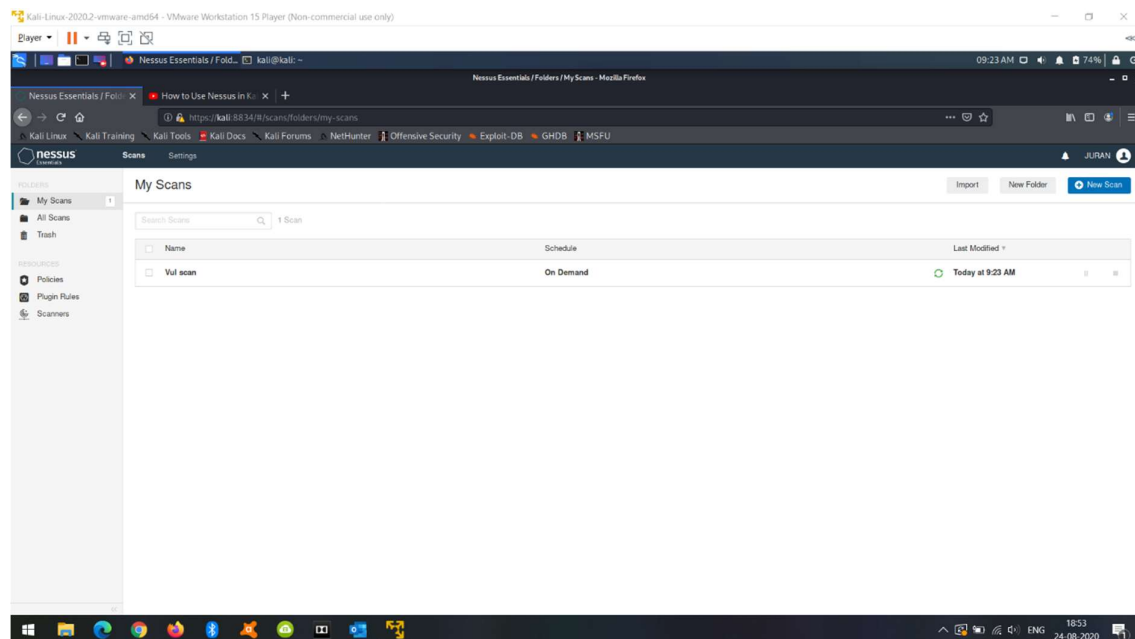 Kali-Linux-2020.2-vmware-amd64 - VMware Workstation 15 Player (Non-commercial use only)
Player
Nessus Essentials / Fold... kali@kali: ~ 09:23 AM 74%
Nessus Essentials / Folders / My Scans - Mozilla Firefox
Nessus Essentials / Fold How to Use Nessus in Ka
https://kali:8834/#/scans/folders/my-scans
Kali Linux Kali Training Kali Tools Kali Docs Kali Forums NetHunter Offensive Security Exploit-DB GHDB MSFU
nessus Essentials Scans Settings JURAN
FOLDERS
My Scans 1
All Scans
Trash
RESOURCES
Policies
Plugin Rules
Scanners
My Scans Import New Folder New Scan
Search Scans 1 Scan
Name Schedule Last Modified
Vul scan On Demand Today at 9:23 AM
ENG 18:53
24-08-2020